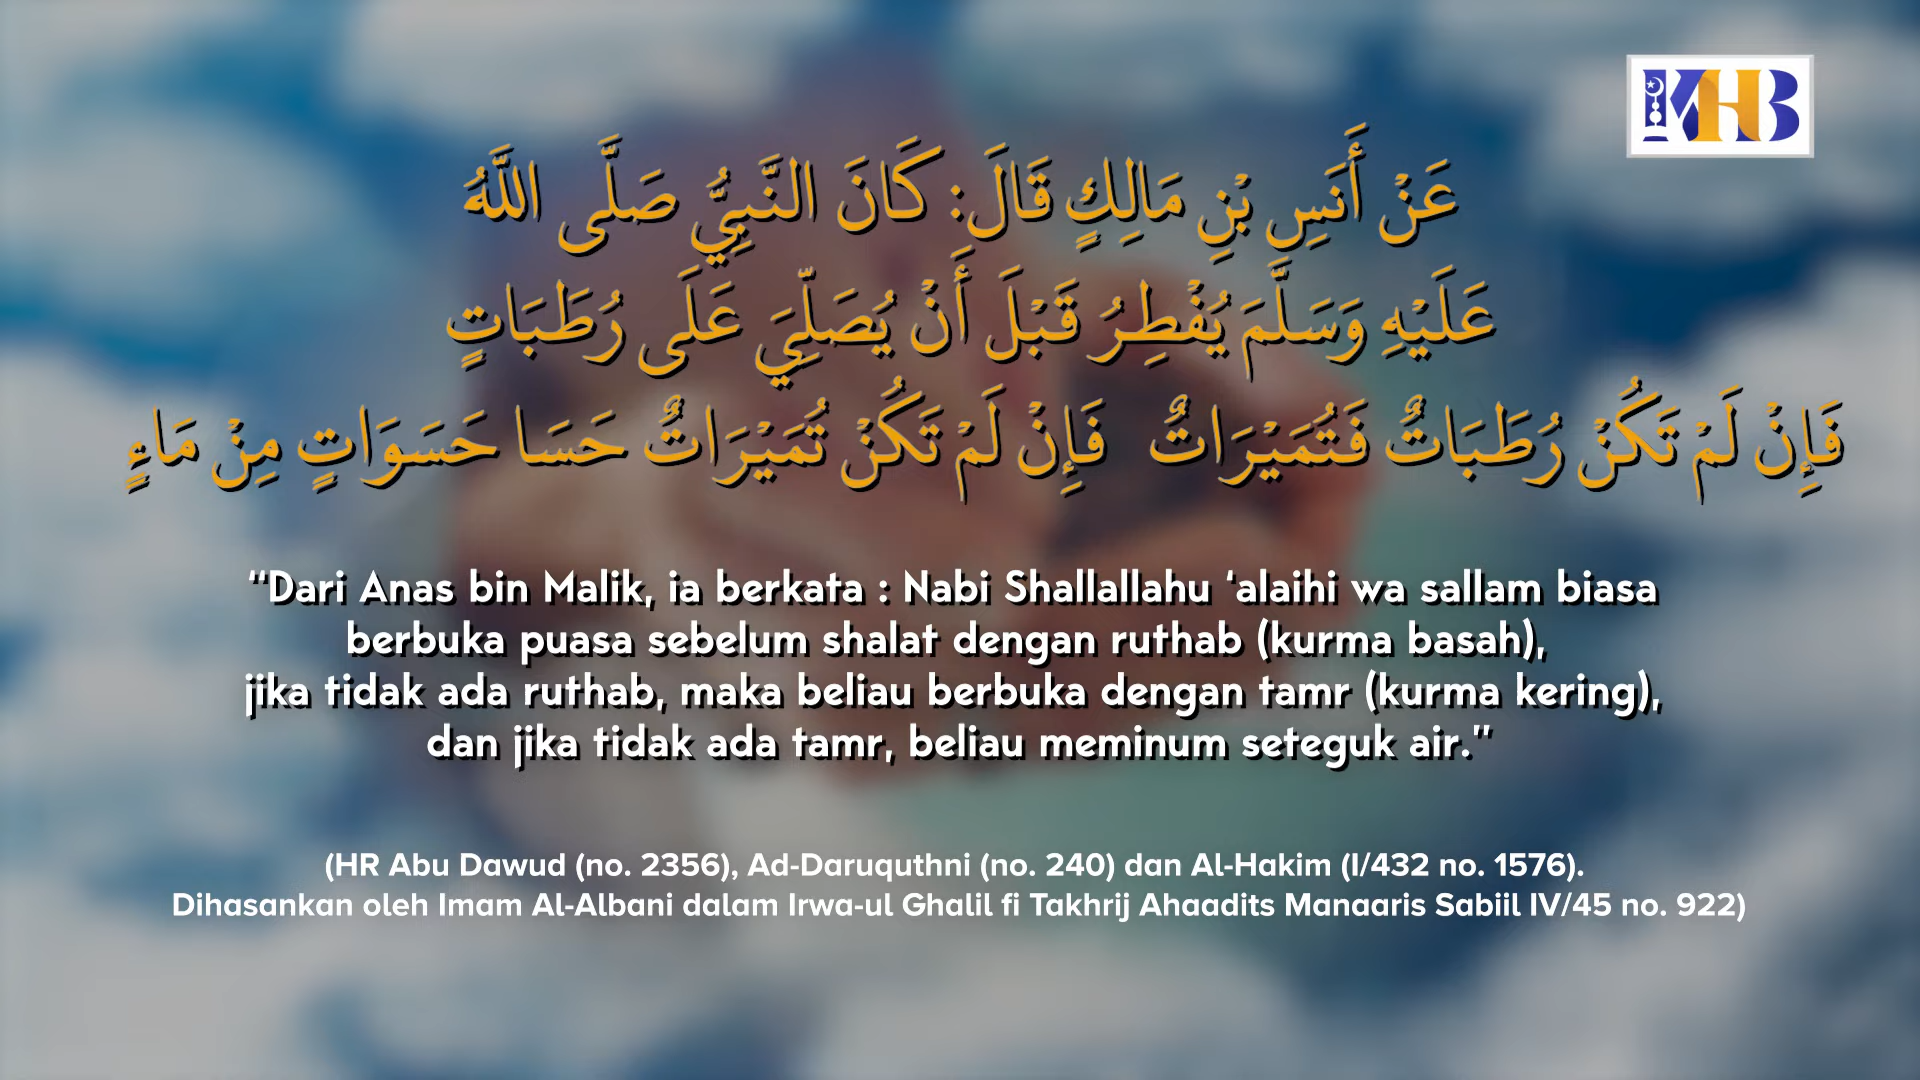 KHB
عَنْ أَنَسِ بْنِ مَالِكٍ قَالَ: كَانَ النَّبِيُّ صَلَّى اللَّهُ
عَلَيْهِ وَسَلَّمَ يُفْطِرُ قَبْلَ أَنْ يُصَلِّيَ عَلَى رُطَبَاتٍ
فَإِنْ لَمْ تَكُنْ رُطَبَاتٌ فَتُمَيْرَاتٌ فَإِنْ لَمْ تَكُنْ تُمَيْرَاتٌ حَسَا حَسَوَاتٍ مِنْ مَاءٍ
“Dari Anas bin Malik, ia berkata : Nabi Shallallahu ‘alaihi wa sallam biasa
berbuka puasa sebelum shalat dengan ruthab (kurma basah),
jika tidak ada ruthab, maka beliau berbuka dengan tamr (kurma kering),
dan jika tidak ada tamr, beliau meminum seteguk air.”
(HR Abu Dawud (no. 2356), Ad-Daruquthni (no. 240) dan Al-Hakim (I/432 no. 1576).
Dihasankan oleh Imam Al-Albani dalam Irwa-ul Ghalil fi Takhrij Ahaadits Manaaris Sabiil IV/45 no. 922)